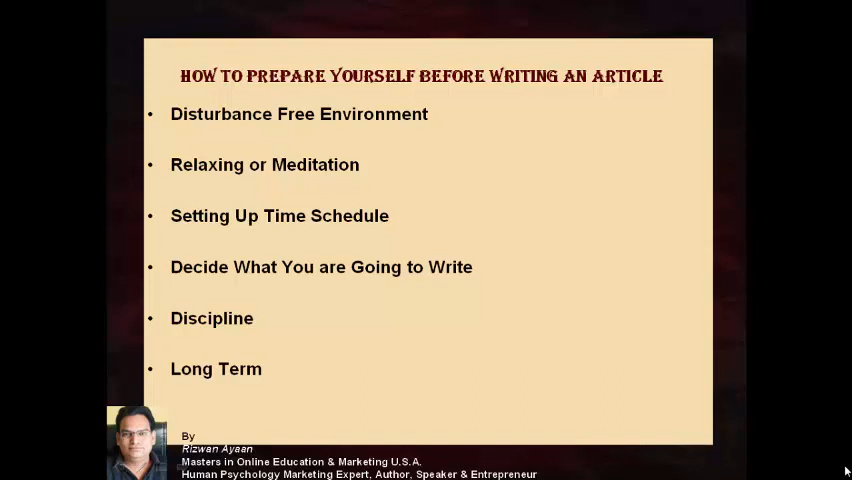 HOW TO PREPARE YOURSELF BEFORE WRITING AN ARTICLE
• Disturbance Free Environment
• Relaxing or Meditation
• Setting Up Time Schedule
• Decide What You are Going to Write
• Discipline
• Long Term
By
Rizwan Ayaan
Masters in Online Education & Marketing U.S.A.
Human Psychology Marketing Expert, Author, Speaker & Entrepreneur